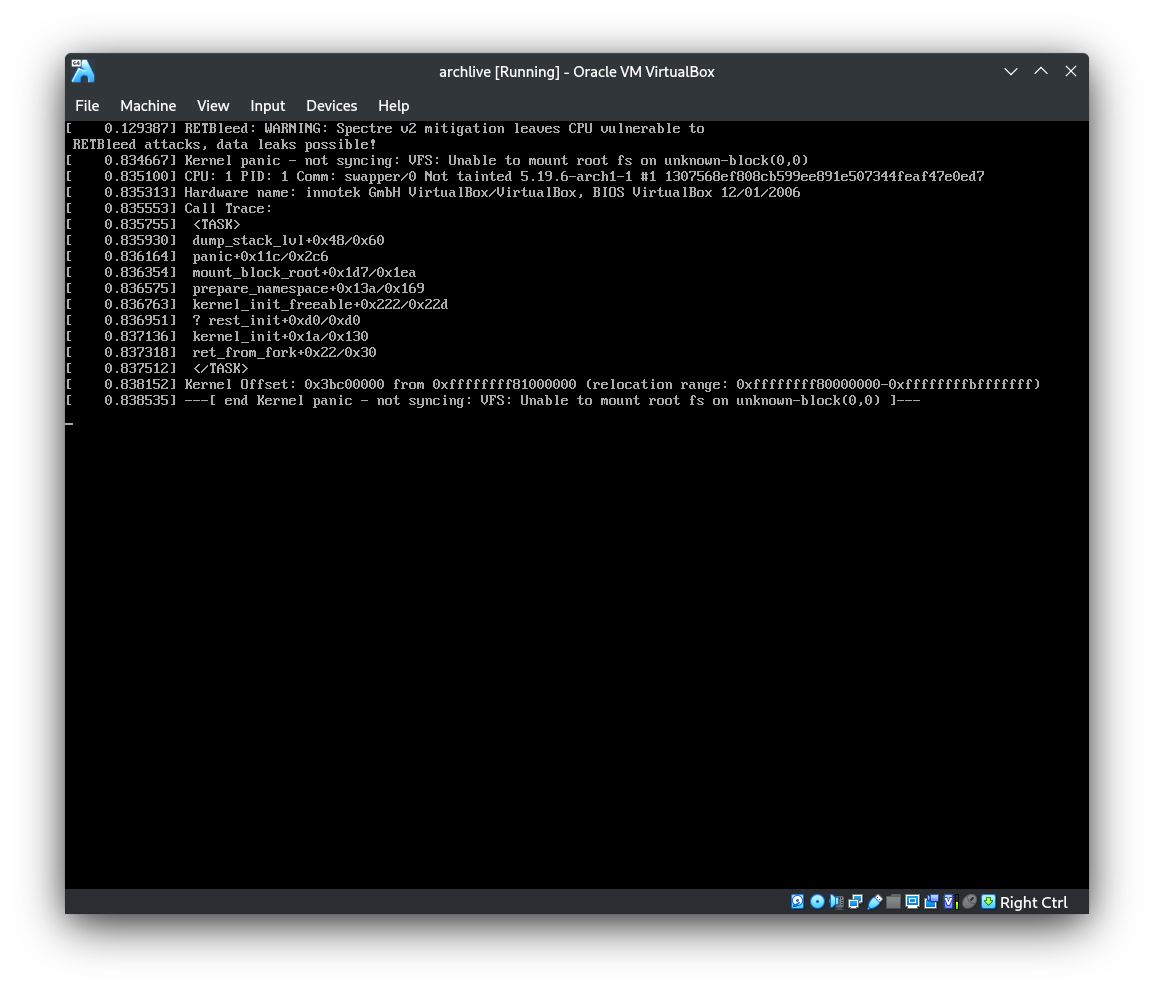 archlive [Running] - Oracle VM VirtualBox
File Machine View Input Devices Help
[    0.129387] RETBleed: WARNING: Spectre v2 mitigation leaves CPU vulnerable to
RETBleed attacks, data leaks possible!
[    0.834667] Kernel panic - not syncing: VFS: Unable to mount root fs on unknown-block(0,0)
[    0.835100] CPU: 1 PID: 1 Comm: swapper/0 Not tainted 5.19.6-arch1-1 #1 1307568ef808cb599ee891e507344feaf47e0ed7
[    0.835313] Hardware name: innotek GmbH VirtualBox/VirtualBox, BIOS VirtualBox 12/01/2006
[    0.835553] Call Trace:
[    0.835755]  <TASK>
[    0.835930]  dump_stack_lvl+0x48/0x60
[    0.836164]  panic+0x11c/0x2c6
[    0.836354]  mount_block_root+0x1d7/0x1ea
[    0.836575]  prepare_namespace+0x13a/0x169
[    0.836763]  kernel_init_freeable+0x222/0x22d
[    0.836951]  ? rest_init+0xd0/0xd0
[    0.837136]  kernel_init+0x1a/0x130
[    0.837318]  ret_from_fork+0x22/0x30
[    0.837512]  </TASK>
[    0.838152] Kernel Offset: 0x3bc00000 from 0xffffffff81000000 (relocation range: 0xffffffff80000000-0xffffffffbfffffff)
[    0.838535] ---[ end Kernel panic - not syncing: VFS: Unable to mount root fs on unknown-block(0,0) ]---
_
Right Ctrl